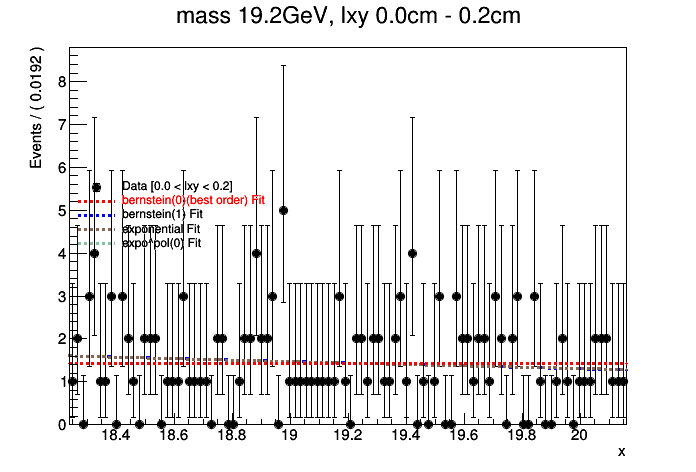 mass 19.2GeV, lxy 0.0cm - 0.2cm
Events / ( 0.0192 )
8
7
6
5
4
3
2
1
0
Data [0.0 < lxy < 0.2]
bernstein(0)(best order) Fit
bernstein(1) Fit
exponential Fit
expo*pol(0) Fit
18.4 18.6 18.8 19 19.2 19.4 19.6 19.8 20
x